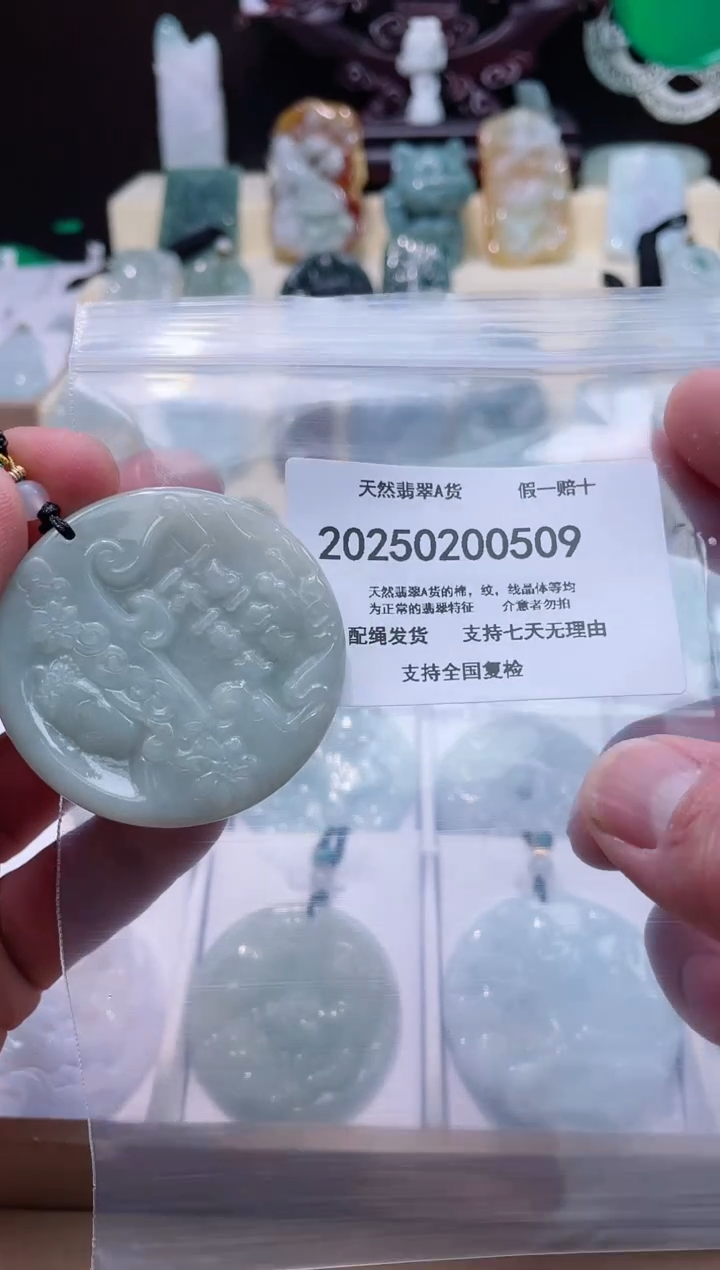 天然翡翠A货 假一赔十
20250200509
天然翡翠A货的棉，纹，线晶体等均
为正常的翡翠特征 介意者勿拍
配绳发货 支持七天无理由
支持全国复检